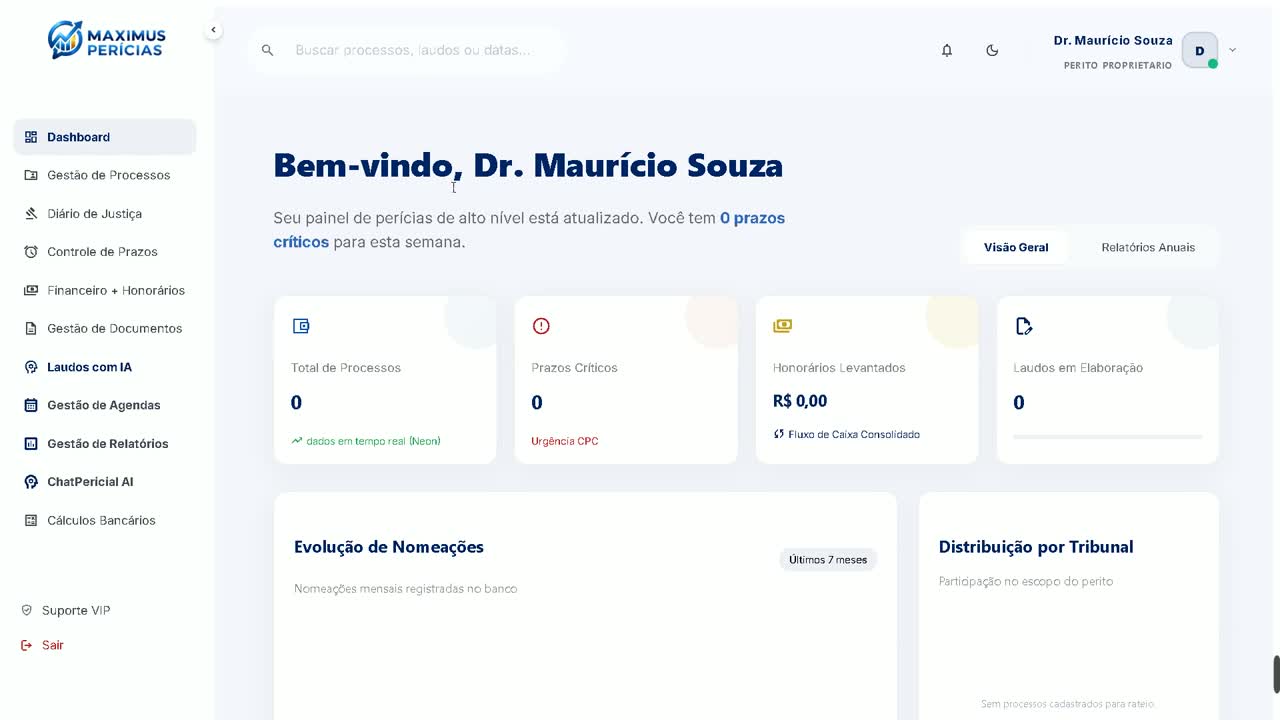 MAXIMUS
PERÍCIAS
Buscar processos, laudos ou datas...
Dr. Maurício Souza
PERITO PROPRIETARIO
D
Dashboard
Gestão de Processos
Diário de Justiça
Controle de Prazos
Financeiro + Honorários
Gestão de Documentos
Laudos com IA
Gestão de Agendas
Gestão de Relatórios
ChatPericial AI
Cálculos Bancários
Suporte VIP
Sair
Bem-vindo, Dr. Maurício Souza
Seu painel de perícias de alto nível está atualizado. Você tem 0 prazos
críticos para esta semana.
Visão Geral
Relatórios Anuais
Total de Processos
0
dados em tempo real (Neon)
Prazos Críticos
0
Urgência CPC
Honorários Levantados
R$ 0,00
Fluxo de Caixa Consolidado
Laudos em Elaboração
0
Evolução de Nomeações
Últimos 7 meses
Nomeações mensais registradas no banco
Distribuição por Tribunal
Participação no escopo do perito
Sem processos cadastrados para rateio.